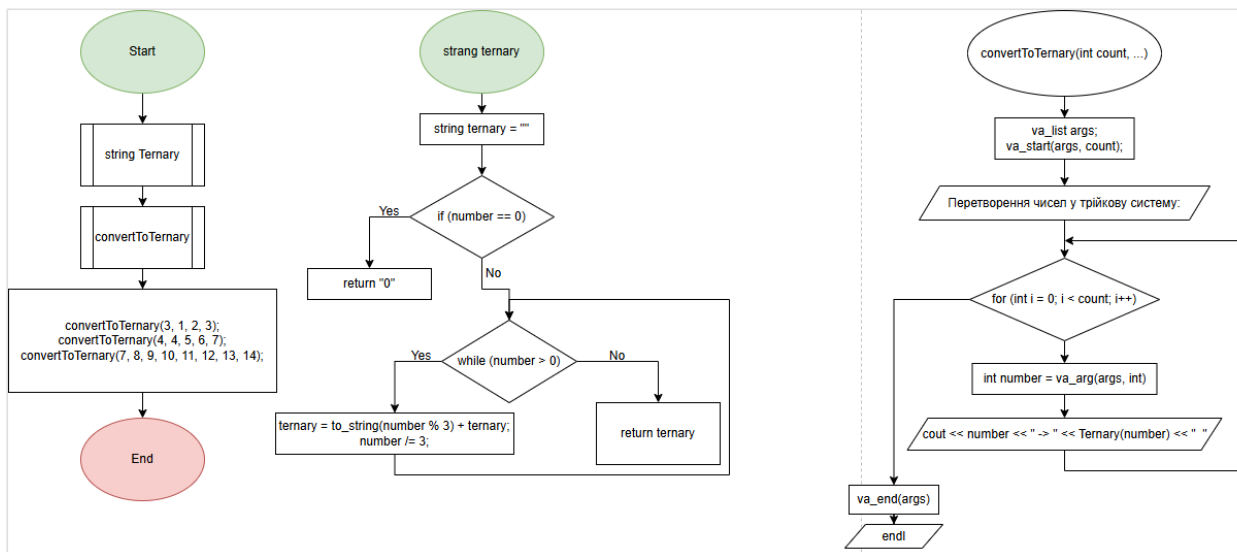 Start
string Ternary
convertToTernary
convertToTernary(3, 1, 2, 3);
convertToTernary(4, 4, 5, 6, 7);
convertToTernary(7, 8, 9, 10, 11, 12, 13, 14);
End
strang ternary
string ternary = ""
if (number == 0)
Yes
return "0"
No
while (number > 0)
Yes
No
ternary = to_string(number % 3) + ternary;
number /= 3;
return ternary
convertToTernary(int count, ...)
va_list args;
va_start(args, count);
Перетворення чисел у трійкову систему:
for (int i = 0; i < count; i++)
int number = va_arg(args, int)
cout << number << " -> " << Ternary(number) << "  "
va_end(args)
endl